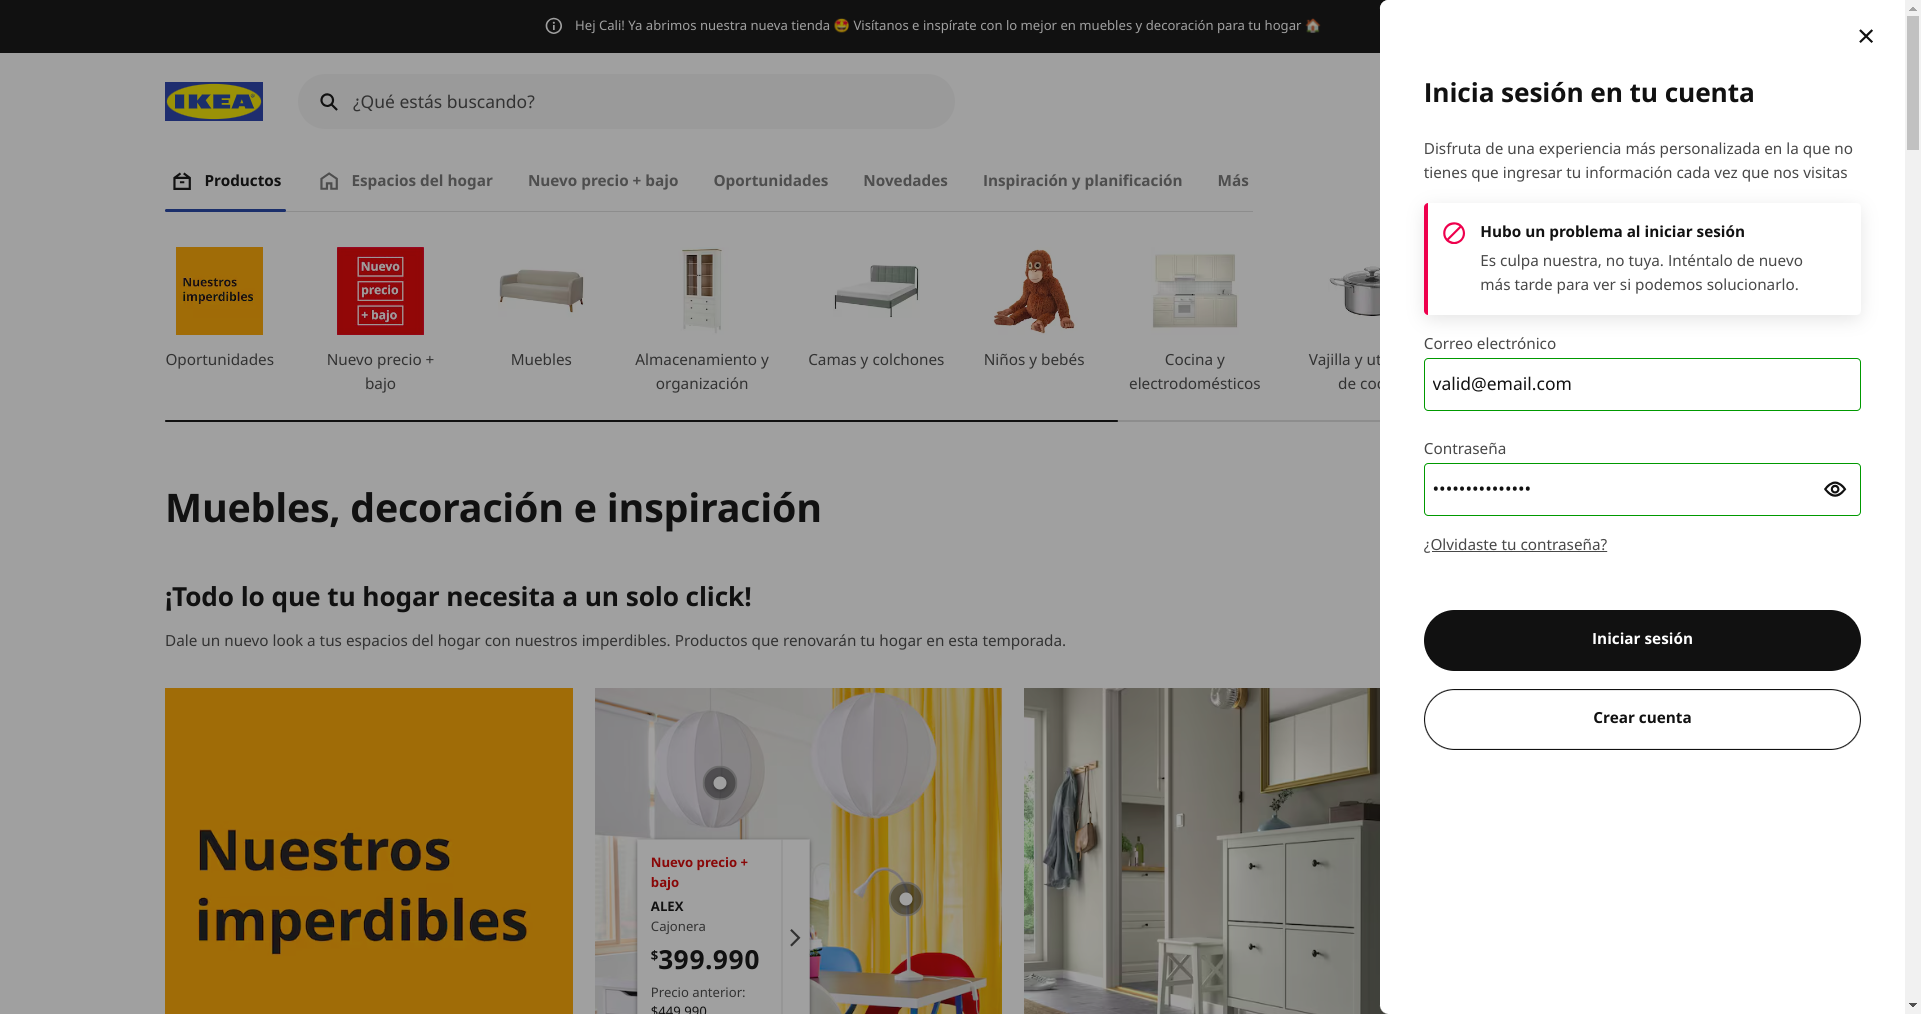 Hej Cali! Ya abrimos nuestra nueva tienda 🤩 Visítanos e inspírate con lo mejor en muebles y decoración para tu hogar 🏠
IKEA
¿Qué estás buscando?
Productos
Espacios del hogar
Nuevo precio + bajo
Oportunidades
Novedades
Inspiración y planificación
Más
Nuestros
imperdibles
Nuevo
precio
+ bajo
Oportunidades
Nuevo precio +
bajo
Muebles
Almacenamiento y
organización
Camas y colchones
Niños y bebés
Cocina y
electrodomésticos
Vajilla y ut
de coc
Muebles, decoración e inspiración
¡Todo lo que tu hogar necesita a un solo click!
Dale un nuevo look a tus espacios del hogar con nuestros imperdibles. Productos que renovarán tu hogar en esta temporada.
Nuestros
imperdibles
Nuevo precio +
bajo
ALEX
Cajonera
$399.990
Precio anterior:
$449.990
Inicia sesión en tu cuenta
Disfruta de una experiencia más personalizada en la que no
tienes que ingresar tu información cada vez que nos visitas
Hubo un problema al iniciar sesión
Es culpa nuestra, no tuya. Inténtalo de nuevo
más tarde para ver si podemos solucionarlo.
Correo electrónico
valid@email.com
Contraseña
•••••••••••••••
¿Olvidaste tu contraseña?
Iniciar sesión
Crear cuenta